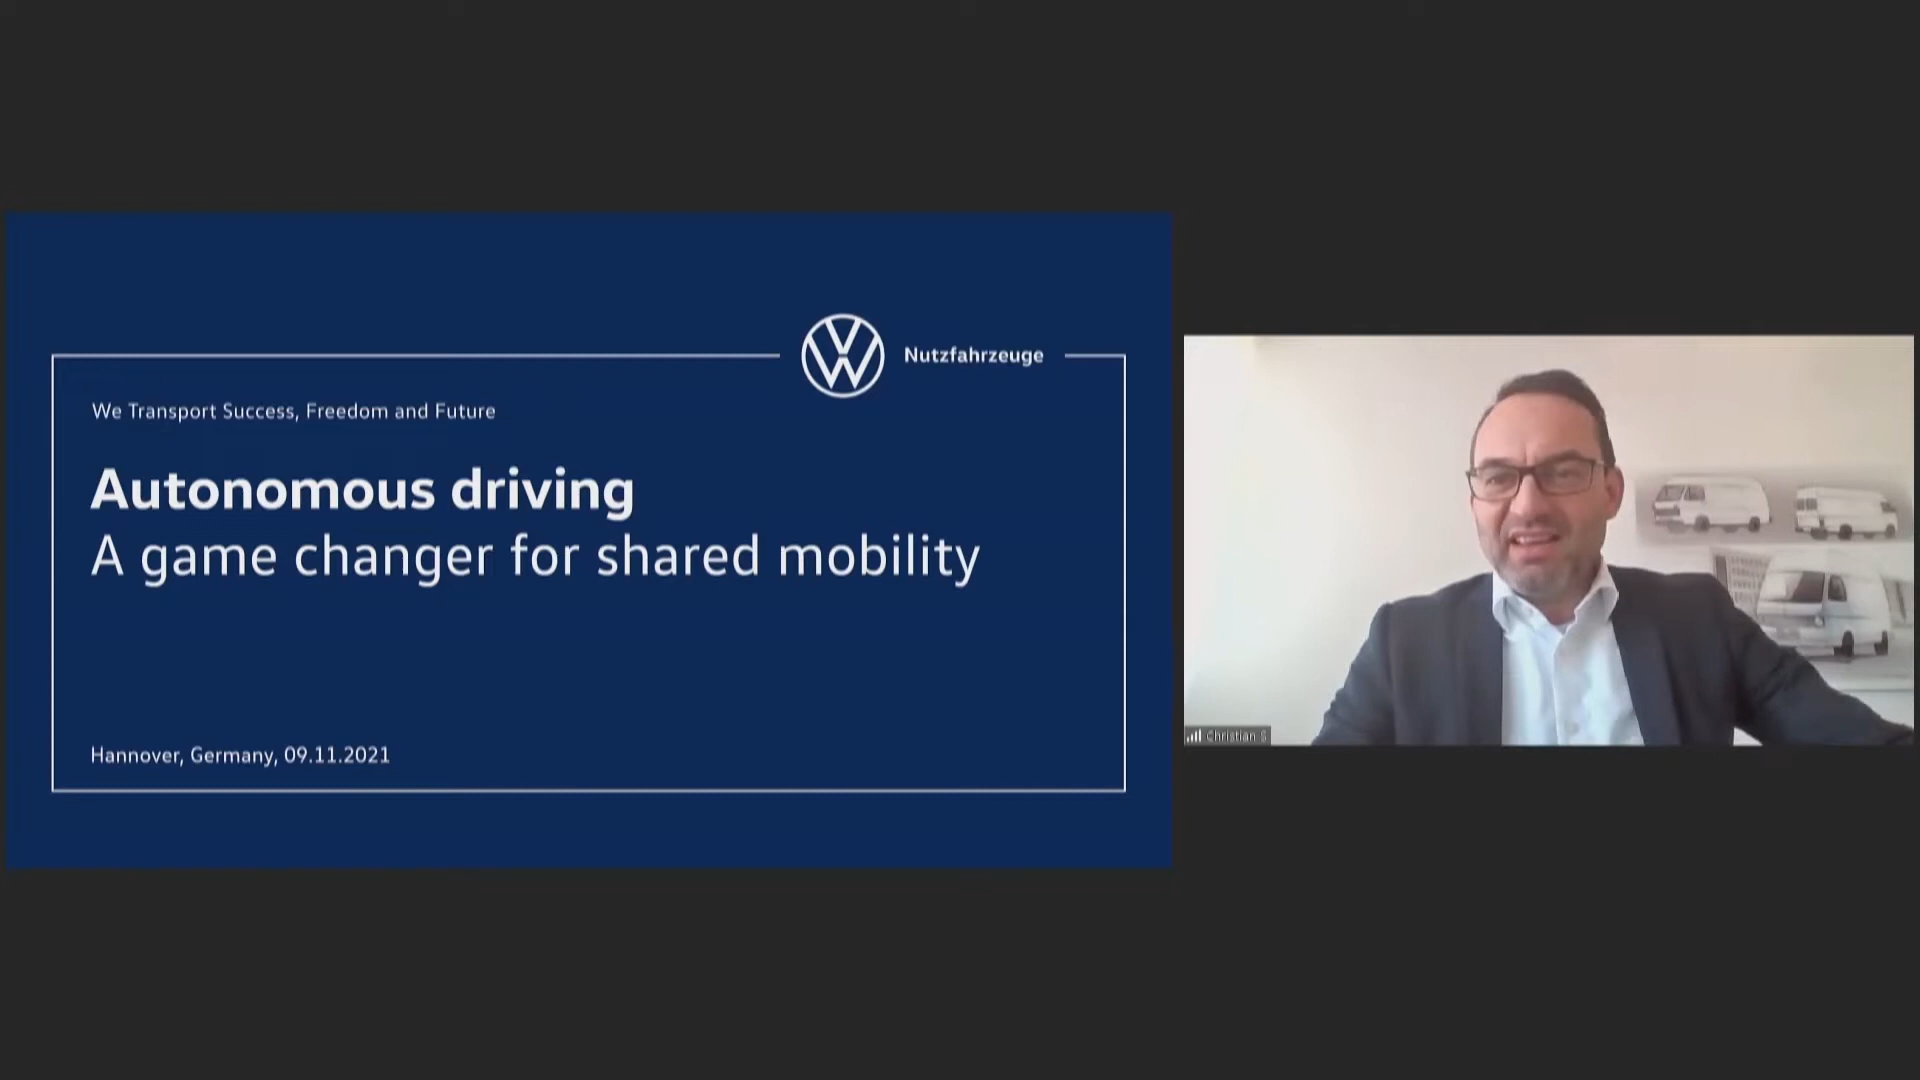 Nutzfahrzeuge
We Transport Success, Freedom and Future
Autonomous driving
A game changer for shared mobility
Hannover, Germany, 09.11.2021
Christian S